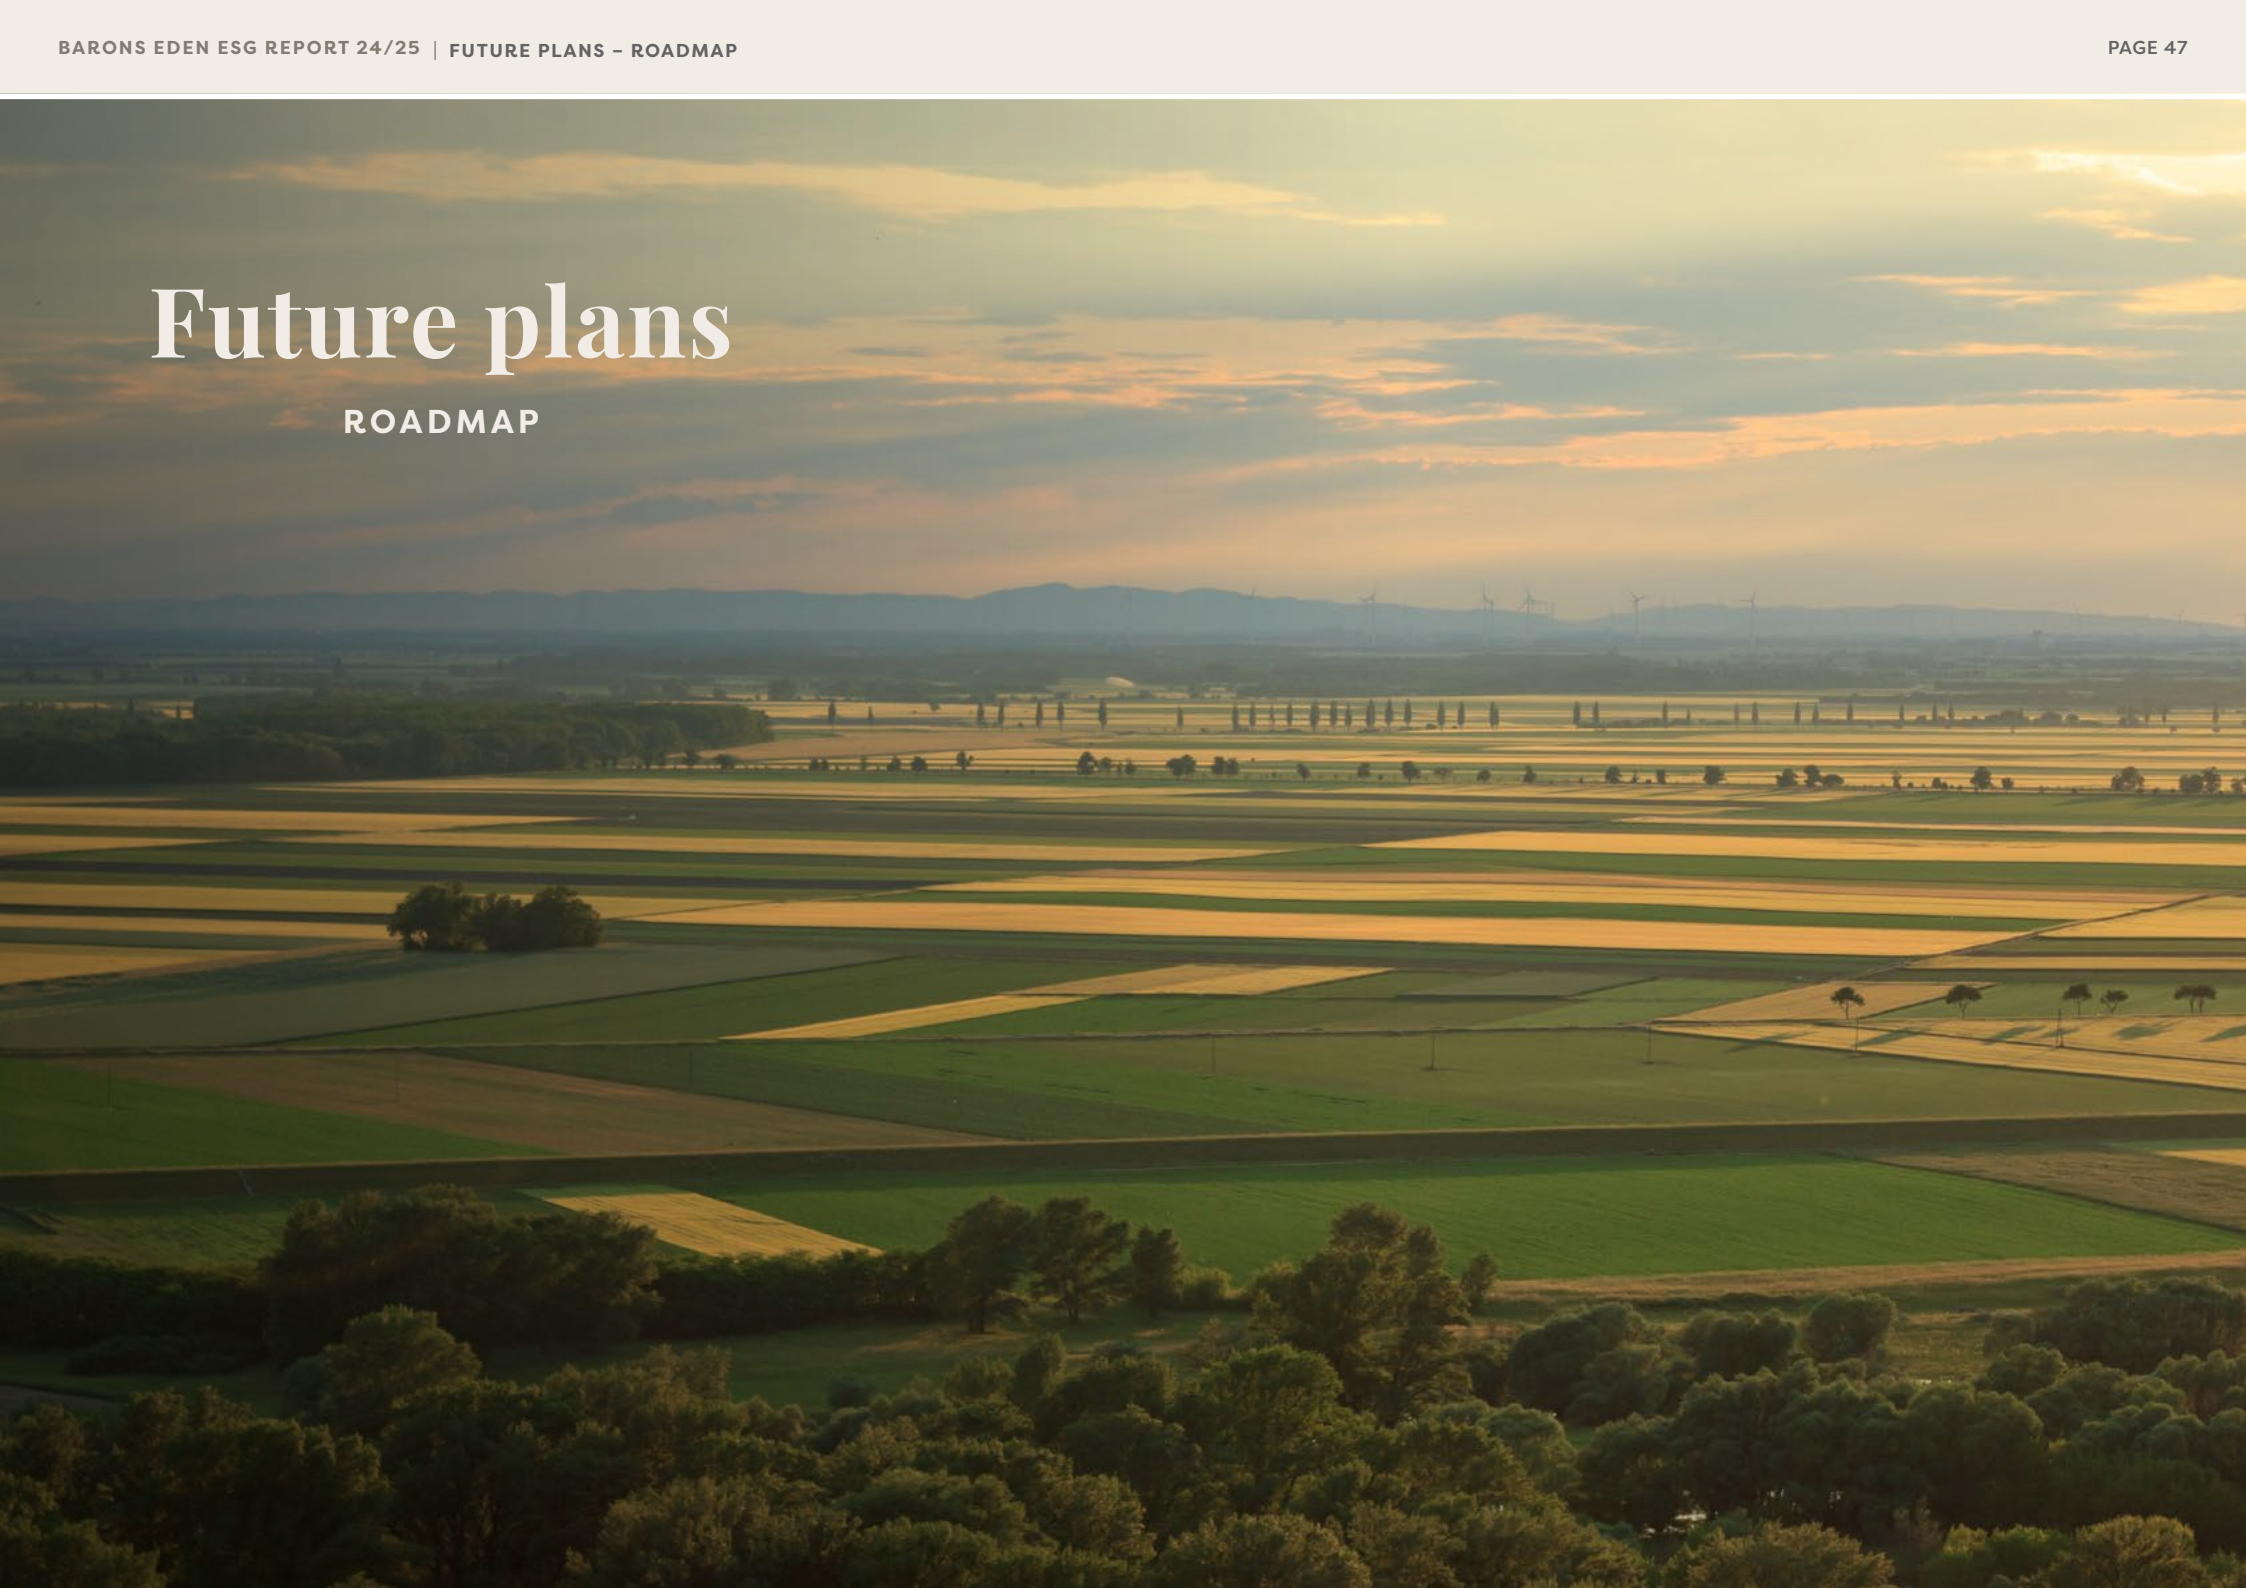 BARONS EDEN ESG REPORT 24/25 | FUTURE PLANS – ROADMAP
PAGE 47
Future plans
ROADMAP